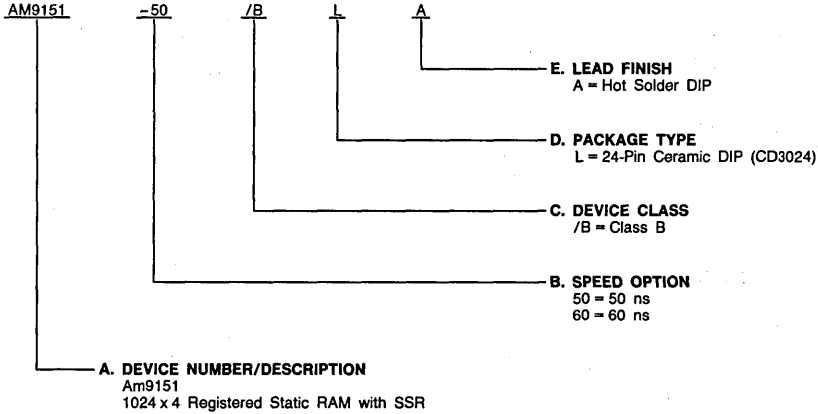 AM9151 -50 /B L A
E. LEAD FINISH
A = Hot Solder DIP
D. PACKAGE TYPE
L = 24-Pin Ceramic DIP (CD3024)
C. DEVICE CLASS
/B = Class B
B. SPEED OPTION
50 = 50 ns
60 = 60 ns
A. DEVICE NUMBER/DESCRIPTION
Am9151
1024 x 4 Registered Static RAM with SSR